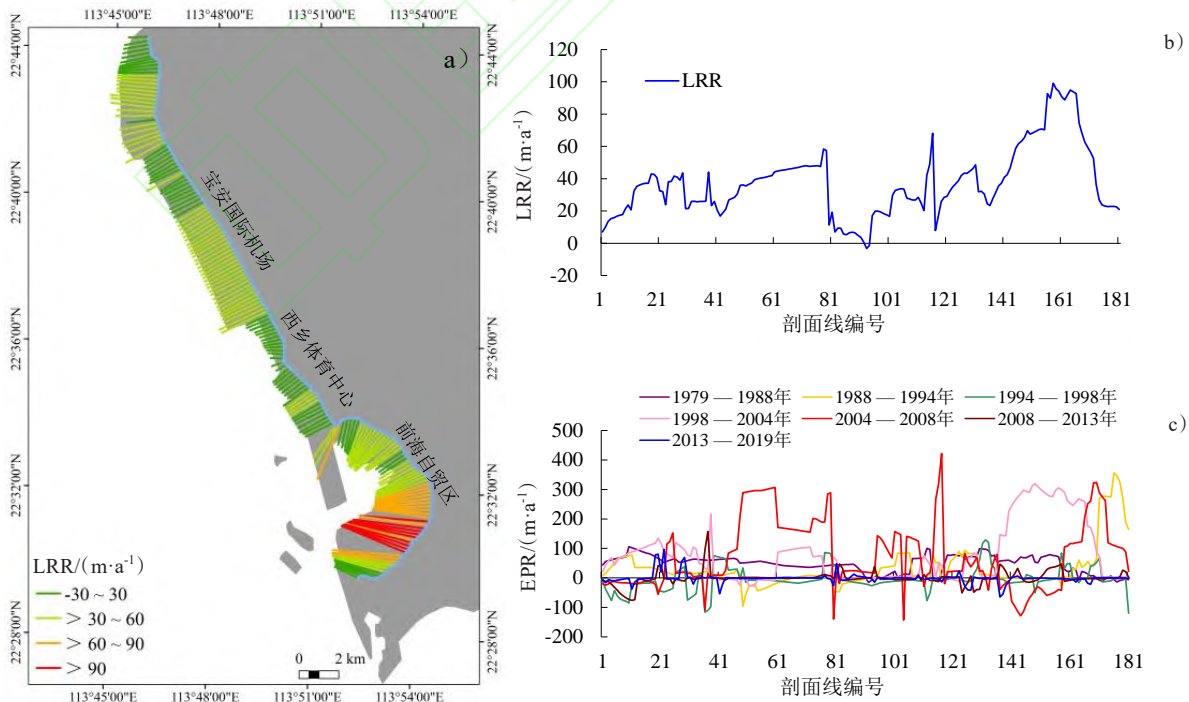 113°45'00"E 113°48'00"E 113°51'00"E 113°54'00"E
22°44'00"N
22°40'00"N
22°36'00"N
22°32'00"N
22°28'00"N
22°44'00"N
22°40'00"N
22°36'00"N
22°32'00"N
22°28'00"N
a）
宝安国际机场
西乡体育中心
前海自贸区
LRR/(m·a⁻¹)
-30 ~ 30
＞ 30 ~ 60
＞ 60 ~ 90
＞ 90
0 2 km
113°45'00"E 113°48'00"E 113°51'00"E 113°54'00"E
b）
LRR
LRR/(m·a⁻¹)
120
100
80
60
40
20
0
-20
1 21 41 61 81 101 121 141 161 181
剖面线编号
c）
1979 — 1988年 1988 — 1994年 1994 — 1998年
1998 — 2004年 2004 — 2008年 2008 — 2013年
2013 — 2019年
EPR/(m·a⁻¹)
500
400
300
200
100
0
-100
-200
1 21 41 61 81 101 121 141 161 181
剖面线编号